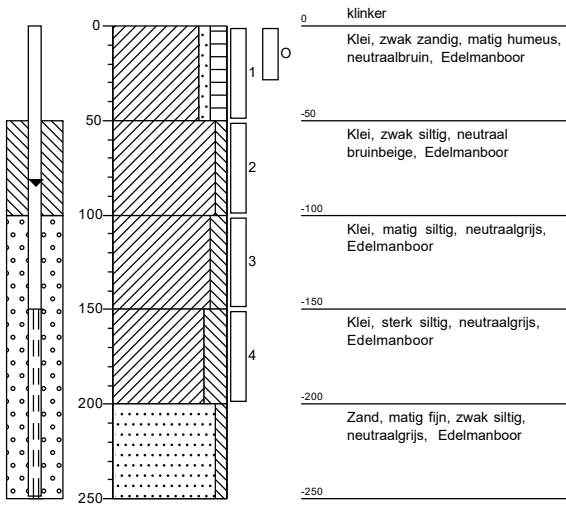 klinker
0
0
Klei, zwak zandig, matig humeus,
neutraalbruin, Edelmanboor
O
1
50
-50
Klei, zwak siltig, neutraal
bruinbeige, Edelmanboor
2
100
-100
Klei, matig siltig, neutraalgrijs,
Edelmanboor
3
150
-150
Klei, sterk siltig, neutraalgrijs,
Edelmanboor
4
200
-200
Zand, matig fijn, zwak siltig,
neutraalgrijs, Edelmanboor
250
-250